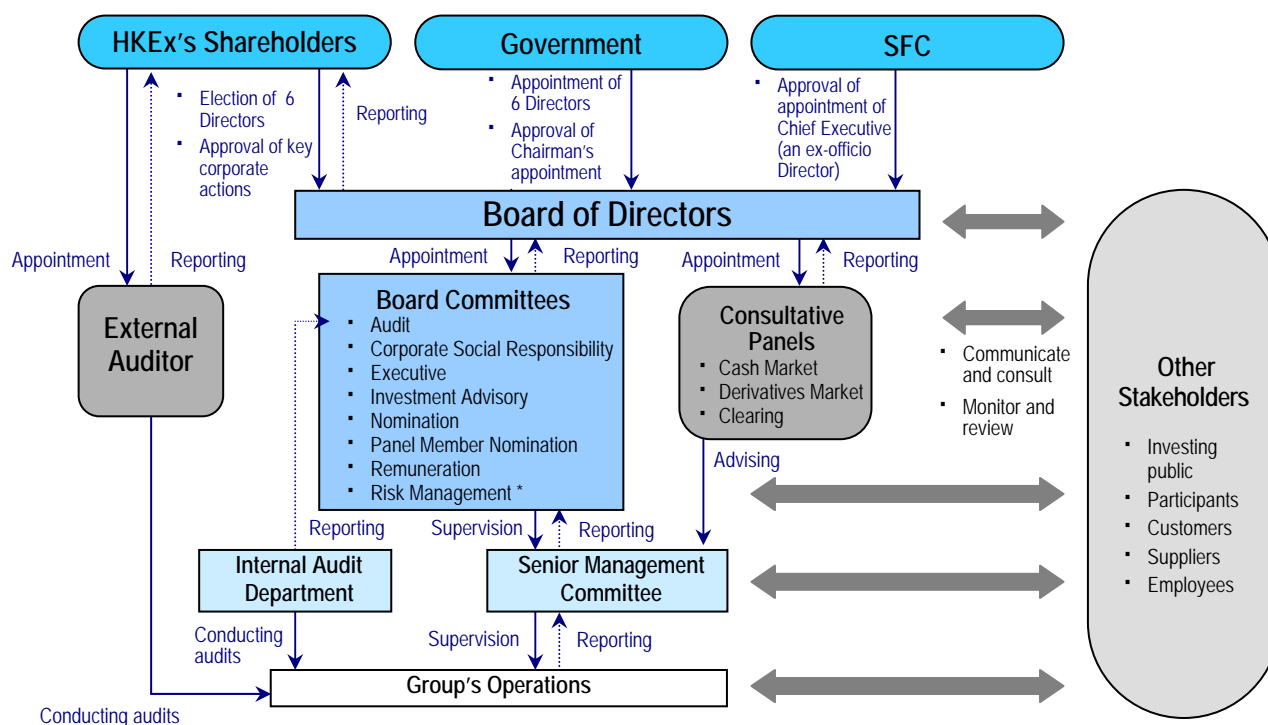 HKEx's Shareholders
Government
SFC
▪ Election of 6
Directors
▪ Approval of key
corporate
actions
Reporting
▪ Appointment of
6 Directors
▪ Approval of
Chairman's
appointment
▪ Approval of
appointment of
Chief Executive
(an ex-officio
Director)
Board of Directors
Appointment
Reporting
Appointment
Reporting
Appointment
Reporting
External
Auditor
Board Committees
▪ Audit
▪ Corporate Social Responsibility
▪ Executive
▪ Investment Advisory
▪ Nomination
▪ Panel Member Nomination
▪ Remuneration
▪ Risk Management *
Consultative
Panels
▪ Cash Market
▪ Derivatives Market
▪ Clearing
▪ Communicate
and consult
▪ Monitor and
review
Other
Stakeholders
▪ Investing
public
▪ Participants
▪ Customers
▪ Suppliers
▪ Employees
Advising
Reporting
Supervision
Reporting
Internal Audit
Department
Senior Management
Committee
Conducting
audits
Supervision
Reporting
Group's Operations
Conducting audits